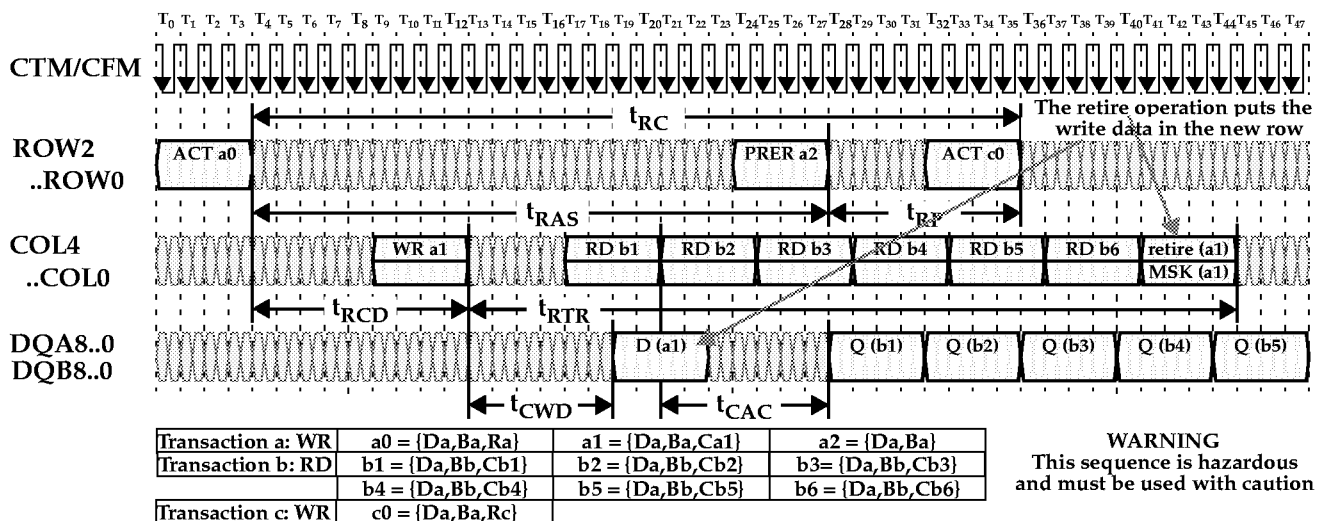 T0 T1 T2 T3 T4 T5 T6 T7 T8 T9 T10 T11 T12 T13 T14 T15 T16 T17 T18 T19 T20 T21 T22 T23 T24 T25 T26 T27 T28 T29 T30 T31 T32 T33 T34 T35 T36 T37 T38 T39 T40 T41 T42 T43 T44 T45 T46 T47
CTM/CFM
tRC
The retire operation puts the
write data in the new row
ROW2
..ROW0
ACT a0 PRER a2 ACT c0
tRAS tRP
COL4
..COL0
WR a1 RD b1 RD b2 RD b3 RD b4 RD b5 RD b6 retire (a1)
MSK (a1)
tRCD tRTR
DQA8..0
DQB8..0
D (a1) Q (b1) Q (b2) Q (b3) Q (b4) Q (b5)
tCWD tCAC
Transaction a: WR a0 = {Da,Ba,Ra} a1 = {Da,Ba,Ca1} a2 = {Da,Ba}
Transaction b: RD b1 = {Da,Bb,Cb1} b2 = {Da,Bb,Cb2} b3= {Da,Bb,Cb3}
b4 = {Da,Bb,Cb4} b5 = {Da,Bb,Cb5} b6 = {Da,Bb,Cb6}
Transaction c: WR c0 = {Da,Ba,Rc}
WARNING
This sequence is hazardous
and must be used with caution